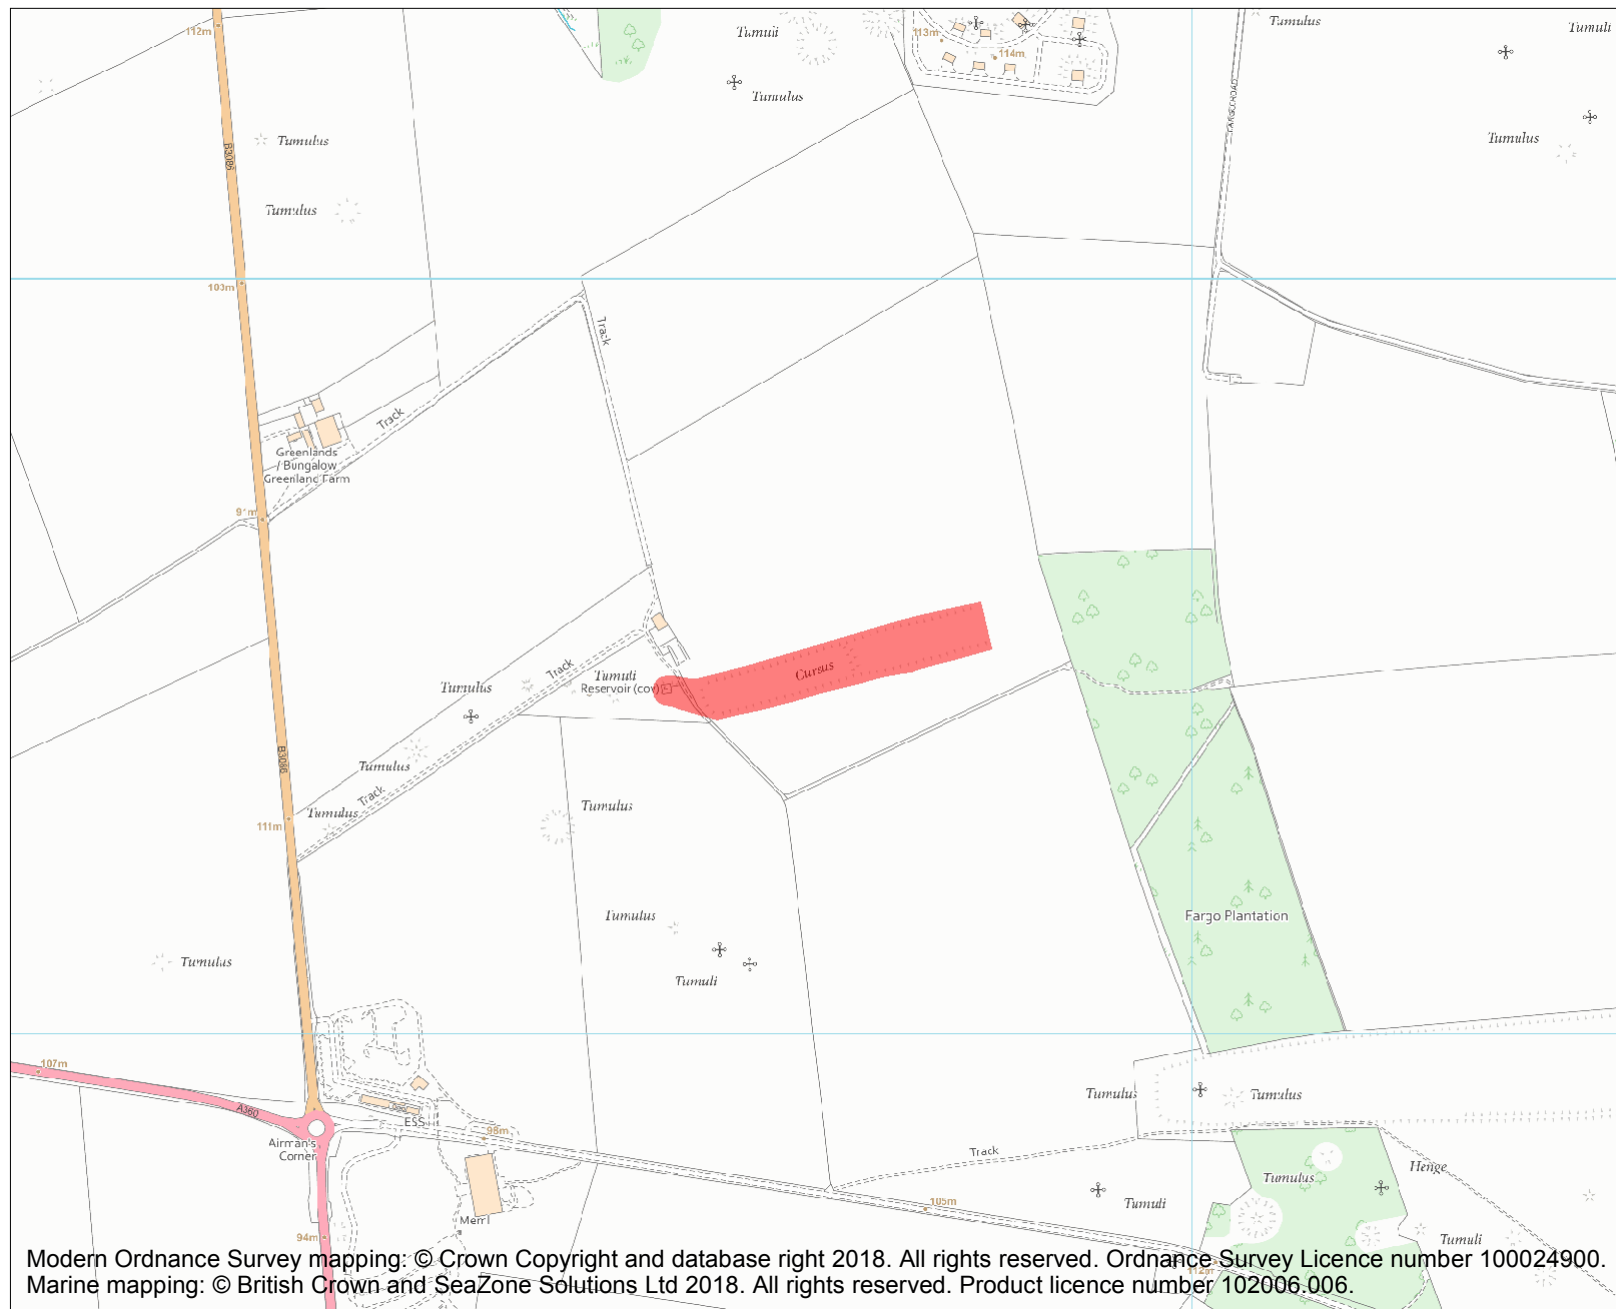 112m
Tumuli
Tumulus
113m
114m
Tumulus
Tumuli
Tumulus
B3086
Tumulus
Tumulus
Tumulus
103m
Track
Track
Greenlands
Bungalow
Greenland Farm
91m
Cursus
Track
Tumuli
Reservoir (cov)
Tumulus
Tumulus
Track
Tumulus
B3086
111m
Tumulus
Tumulus
Tumuli
Tumulus
Fargo Plantation
107m
A360
Airman's
Corner
ESS
98m
Tumulus
Tumulus
Track
Henge
Tumulus
105m
Tumuli
Tumuli
94m
112m
Modern Ordnance Survey mapping: © Crown Copyright and database right 2018. All rights reserved. Ordnance Survey Licence number 100024900.
Marine mapping: © British Crown and SeaZone Solutions Ltd 2018. All rights reserved. Product licence number 102006.006.